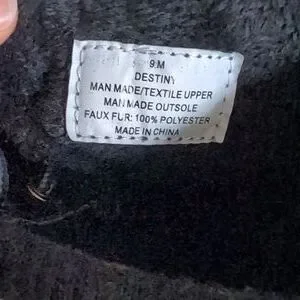 9 M
DESTINY
MAN MADE/TEXTILE UPPER
MAN MADE OUTSOLE
FAUX FUR: 100% POLYESTER
MADE IN CHINA